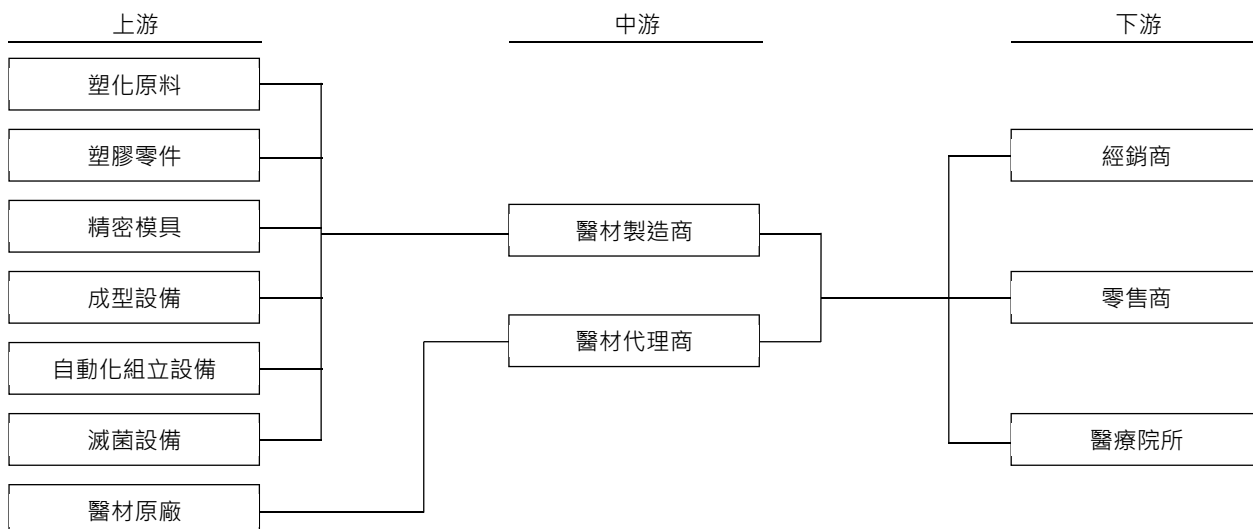 上游
中游
下游
塑化原料
塑膠零件
精密模具
成型設備
自動化組立設備
滅菌設備
醫材原廠
醫材製造商
醫材代理商
經銷商
零售商
醫療院所